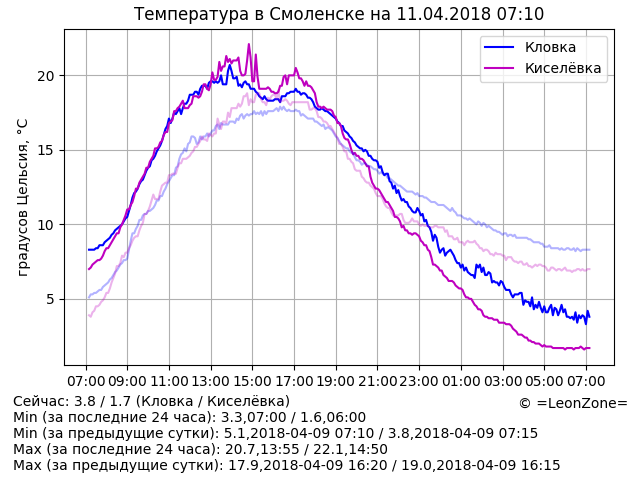 Температура в Смоленске на 11.04.2018 07:10
Кловка
Киселёвка
градусов Цельсия, °C
20
15
10
5
07:00 09:00 11:00 13:00 15:00 17:00 19:00 21:00 23:00 01:00 03:00 05:00 07:00
Сейчас: 3.8 / 1.7 (Кловка / Киселёвка)
© =LeonZone=
Min (за последние 24 часа): 3.3,07:00 / 1.6,06:00
Min (за предыдущие сутки): 5.1,2018-04-09 07:10 / 3.8,2018-04-09 07:15
Max (за последние 24 часа): 20.7,13:55 / 22.1,14:50
Max (за предыдущие сутки): 17.9,2018-04-09 16:20 / 19.0,2018-04-09 16:15